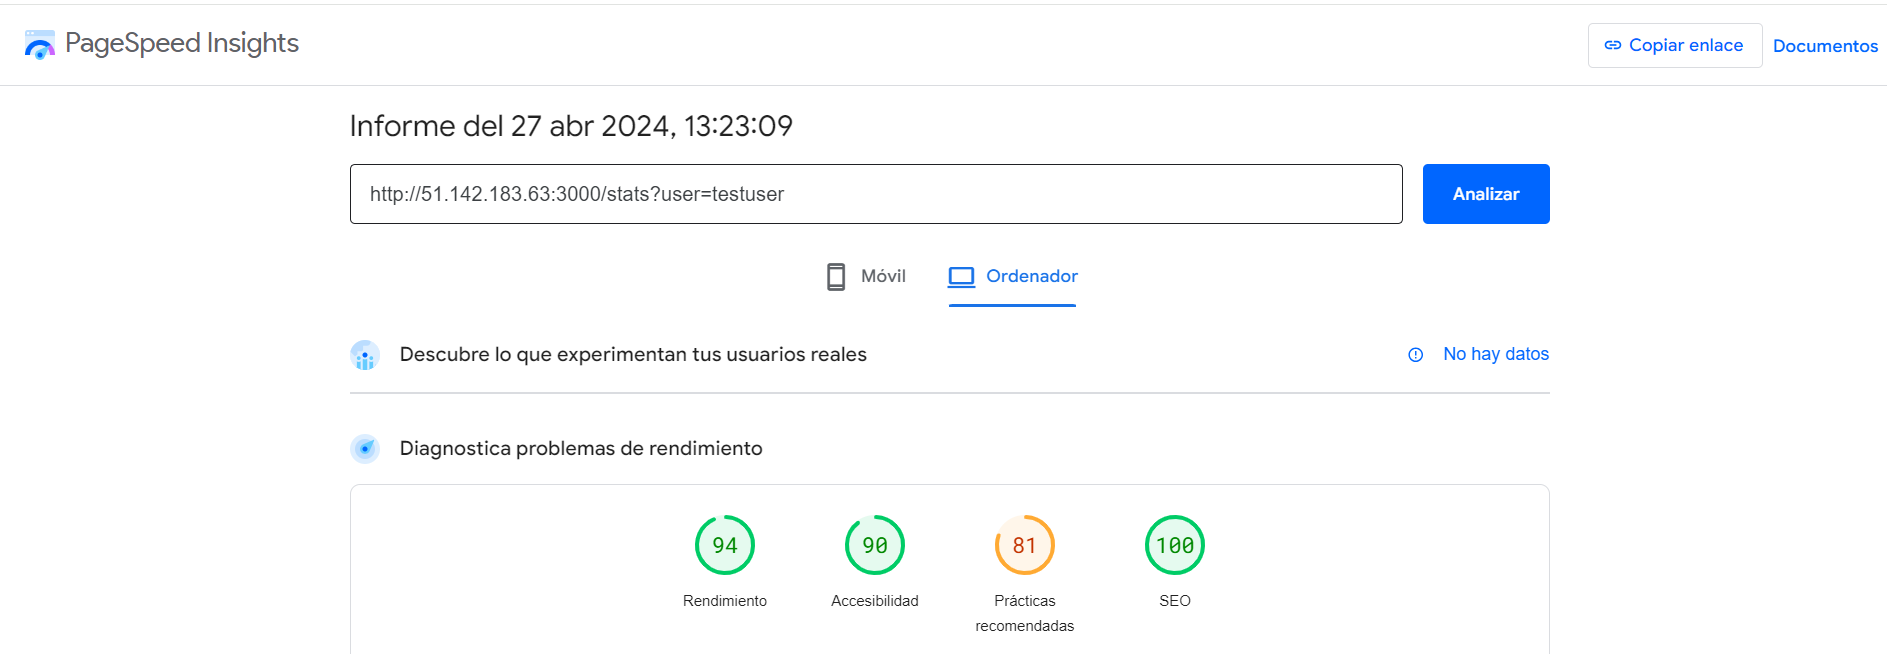 PageSpeed Insights
Copiar enlace
Documentos
Informe del 27 abr 2024, 13:23:09
http://51.142.183.63:3000/stats?user=testuser
Analizar
Móvil
Ordenador
Descubre lo que experimentan tus usuarios reales
No hay datos
Diagnostica problemas de rendimiento
94
90
81
100
Rendimiento
Accesibilidad
Prácticas
recomendadas
SEO